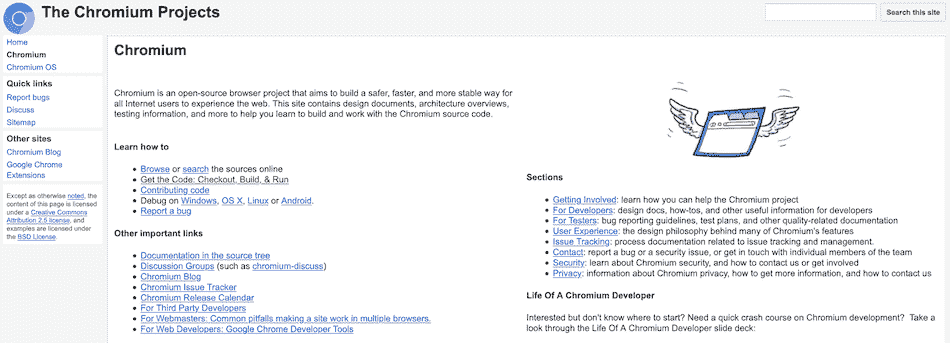 The Chromium Projects
Search this site
Home
Chromium
Chromium OS
Quick links
Report bugs
Discuss
Sitemap
Other sites
Chromium Blog
Google Chrome
Extensions
Except as otherwise noted, the
content of this page is licensed
under a Creative Commons
Attribution 2.5 license, and
examples are licensed under
the BSD License.
Chromium
Chromium is an open-source browser project that aims to build a safer, faster, and more stable way for
all Internet users to experience the web. This site contains design documents, architecture overviews,
testing information, and more to help you learn to build and work with the Chromium source code.
Learn how to
Browse or search the sources online
Get the Code: Checkout, Build, & Run
Contributing code
Debug on Windows, OS X, Linux or Android.
Report a bug
Other important links
Documentation in the source tree
Discussion Groups (such as chromium-discuss)
Chromium Blog
Chromium Issue Tracker
Chromium Release Calendar
For Third Party Developers
For Webmasters: Common pitfalls making a site work in multiple browsers.
For Web Developers: Google Chrome Developer Tools
Sections
Getting Involved: learn how you can help the Chromium project
For Developers: design docs, how-tos, and other useful information for developers
For Testers: bug reporting guidelines, test plans, and other quality-related documentation
User Experience: the design philosophy behind many of Chromium's features
Issue Tracking: process documentation related to issue tracking and management.
Contact: report a bug or a security issue, or get in touch with individual members of the team
Security: learn about Chromium security, and how to contact us or get involved
Privacy: information about Chromium privacy, how to get more information, and how to contact us
Life Of A Chromium Developer
Interested but don't know where to start? Need a quick crash course on Chromium development? Take a
look through the Life Of A Chromium Developer slide deck: